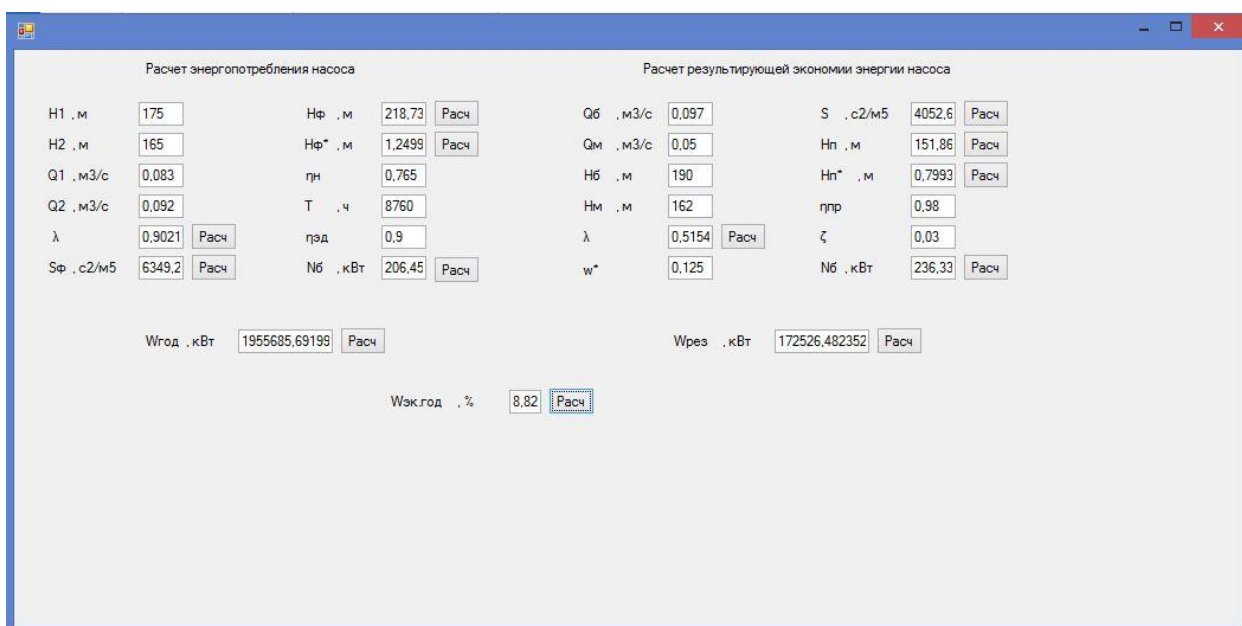 Расчет энергопотребления насоса Расчет результирующей экономии энергии насоса
H1 , м 175 Hф , м 218,73 Расч Qб , м3/с 0,097 S , с2/м5 4052,6 Расч
H2 , м 165 Hф* , м 1,2499 Расч Qм , м3/с 0,05 Hп , м 151,86 Расч
Q1 , м3/с 0,083 ηн 0,765 Hб , м 190 Hп* , м 0,7993 Расч
Q2 , м3/с 0,092 T , ч 8760 Hм , м 162 ηпр 0,98
λ 0,9021 Расч ηэд 0,9 λ 0,5154 Расч ζ 0,03
Sф , с2/м5 6349,2 Расч Nб , кВт 206,45 Расч w* 0,125 Nб , кВт 236,33 Расч
Wгод , кВт 1955685,69199 Расч Wрез , кВт 172526,482352 Расч
Wэк.год , % 8,82 Расч